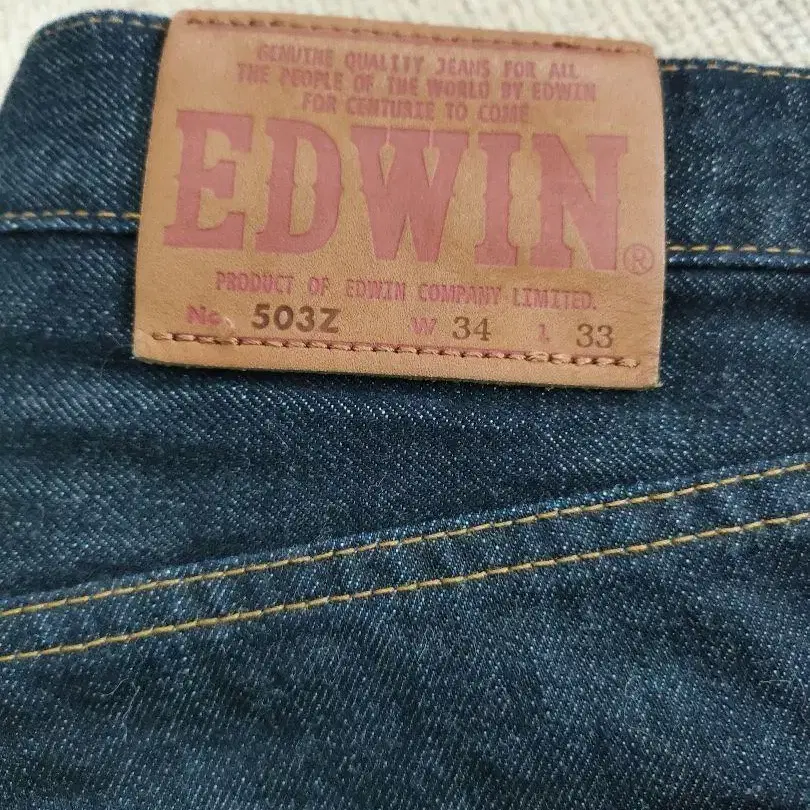 GENUINE QUALITY JEANS FOR ALL
THE PEOPLE OF THE WORLD BY EDWIN
FOR CENTURIE TO COME
EDWIN®
PRODUCT OF EDWIN COMPANY LIMITED.
No. 503Z W 34 L 33